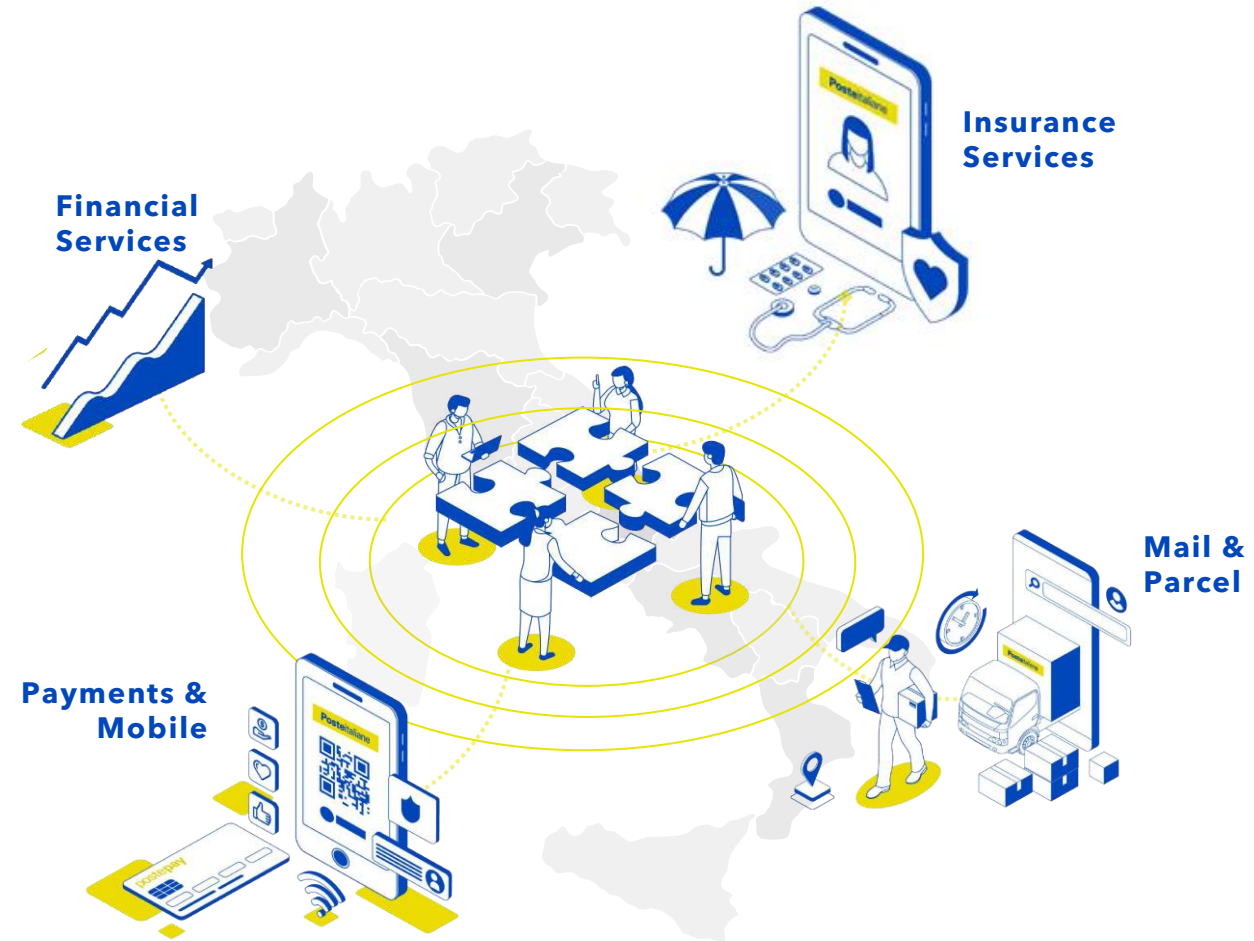 Insurance
Services
Posteitaliane
Financial
Services
Mail &
Parcel
Posteitaliane
Payments &
Mobile
Posteitaliane
postepay